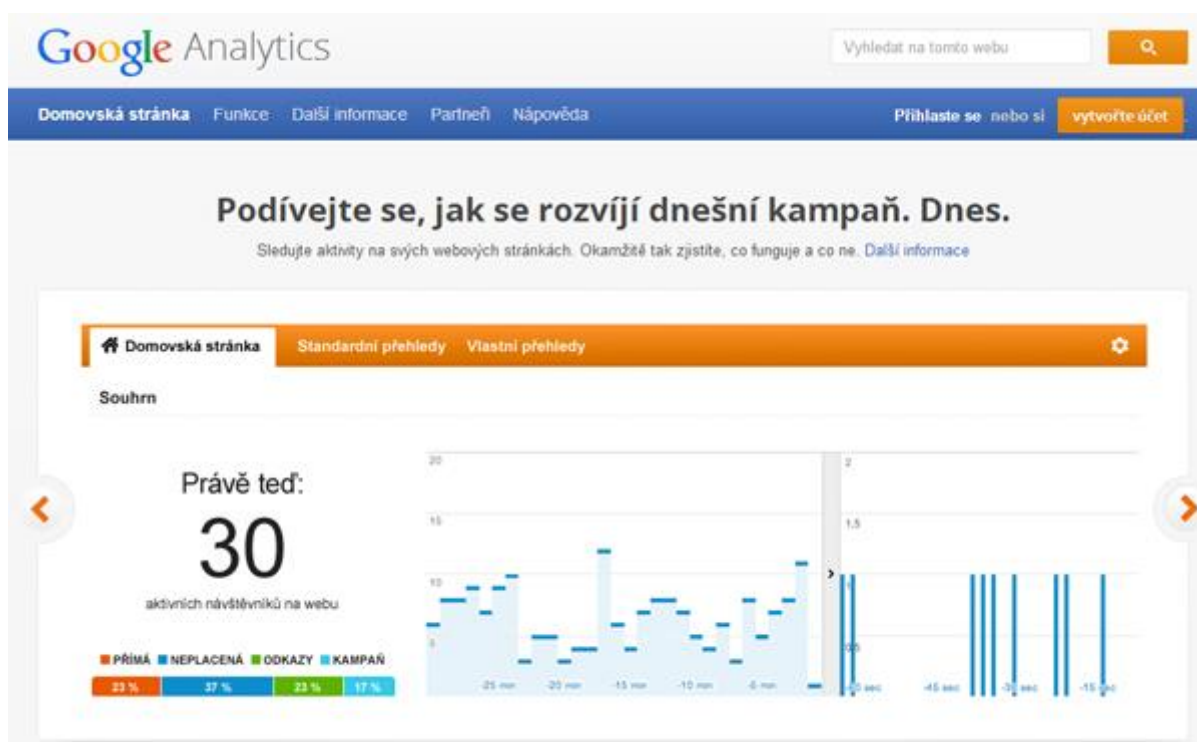 Google Analytics
Vyhledat na tomto webu
Domovská stránka Funkce Další informace Partneři Nápověda Přihlaste se nebo si vytvořte účet .
Podívejte se, jak se rozvíjí dnešní kampaň. Dnes.
Sledujte aktivity na svých webových stránkách. Okamžitě tak zjistíte, co funguje a co ne. Další informace
Domovská stránka Standardní přehledy Vlastní přehledy
Souhrn
Právě teď:
30
aktivních návštěvníků na webu
PŘÍMÁ NEPLACENÁ ODKAZY KAMPAŇ
23 % 37 % 23 % 17 %
20
15
10
5
-25 min -20 min -15 min -10 min -5 min
2
1.5
1
0.5
-60 sec -45 sec -30 sec -15 sec